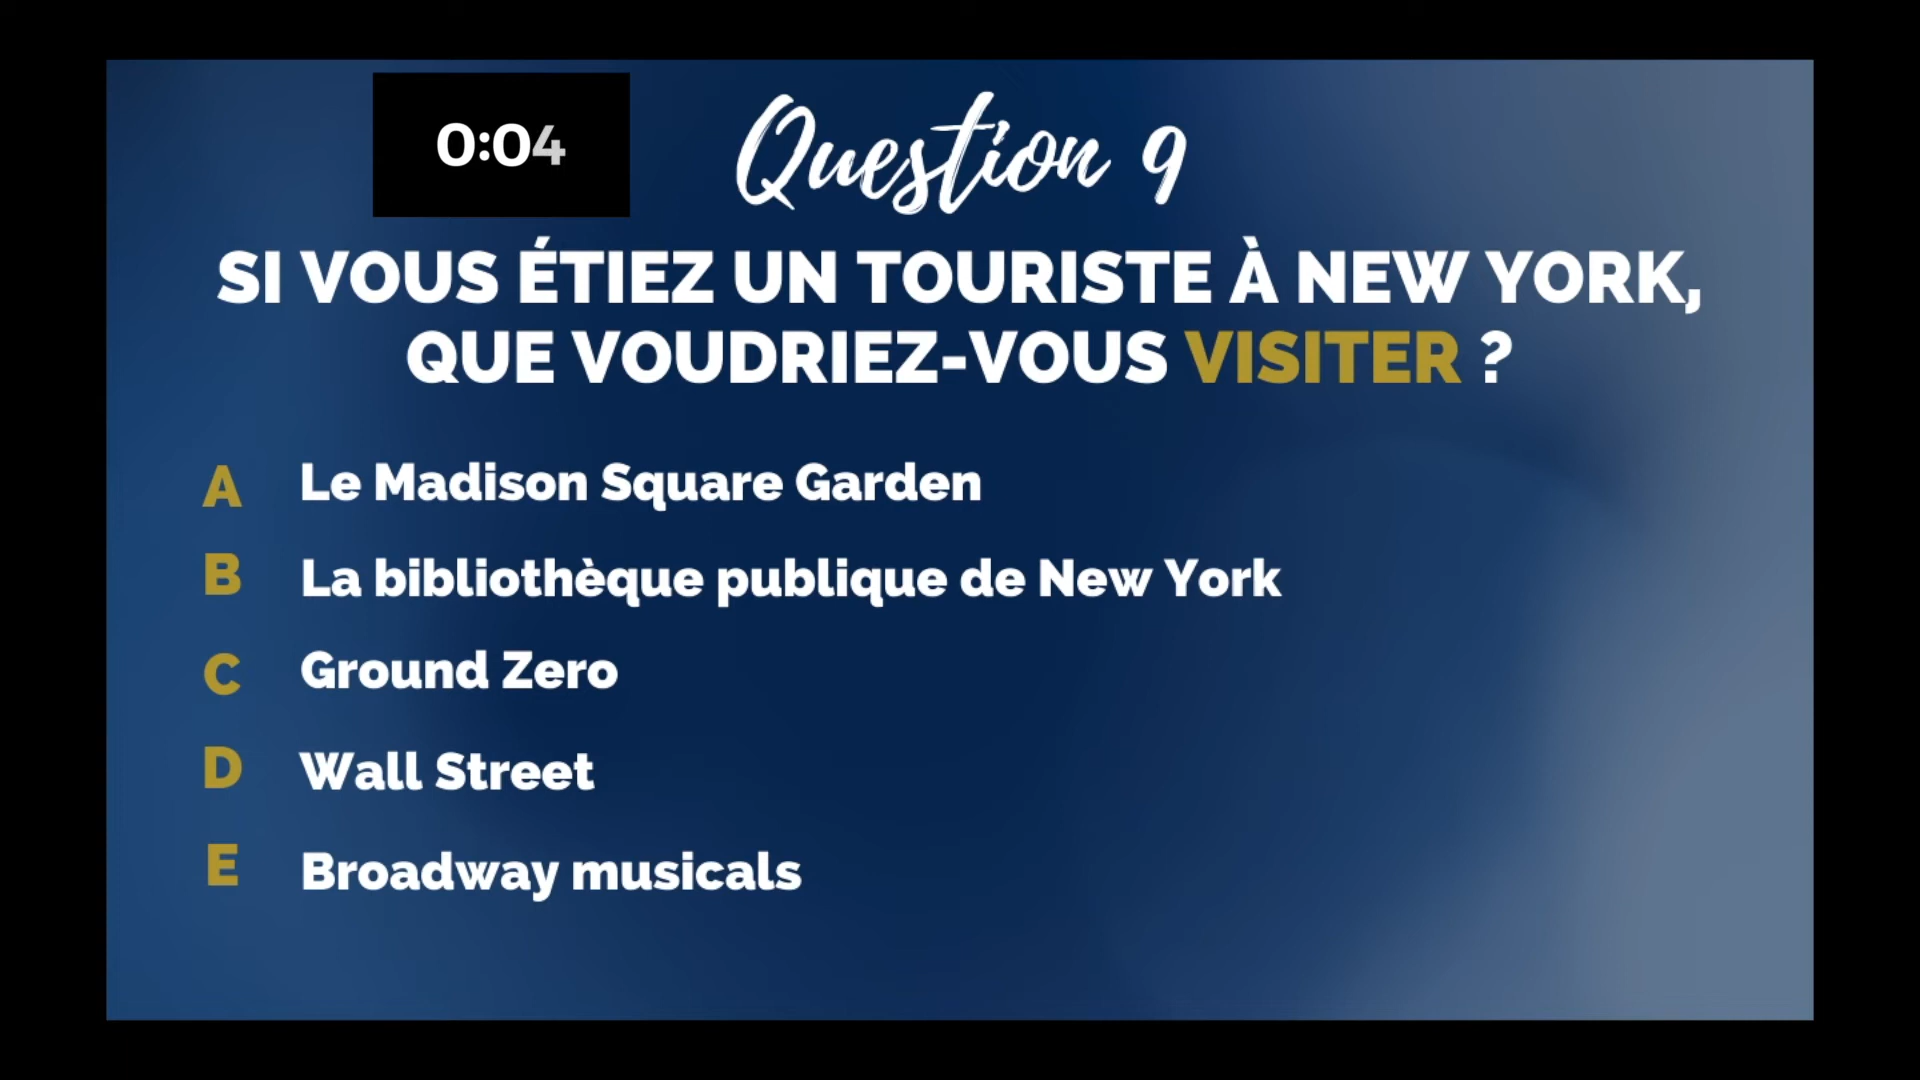 0:04
Question 9
SI VOUS ÉTIEZ UN TOURISTE À NEW YORK,
QUE VOUDRIEZ-VOUS VISITER ?
A Le Madison Square Garden
B La bibliothèque publique de New York
C Ground Zero
D Wall Street
E Broadway musicals